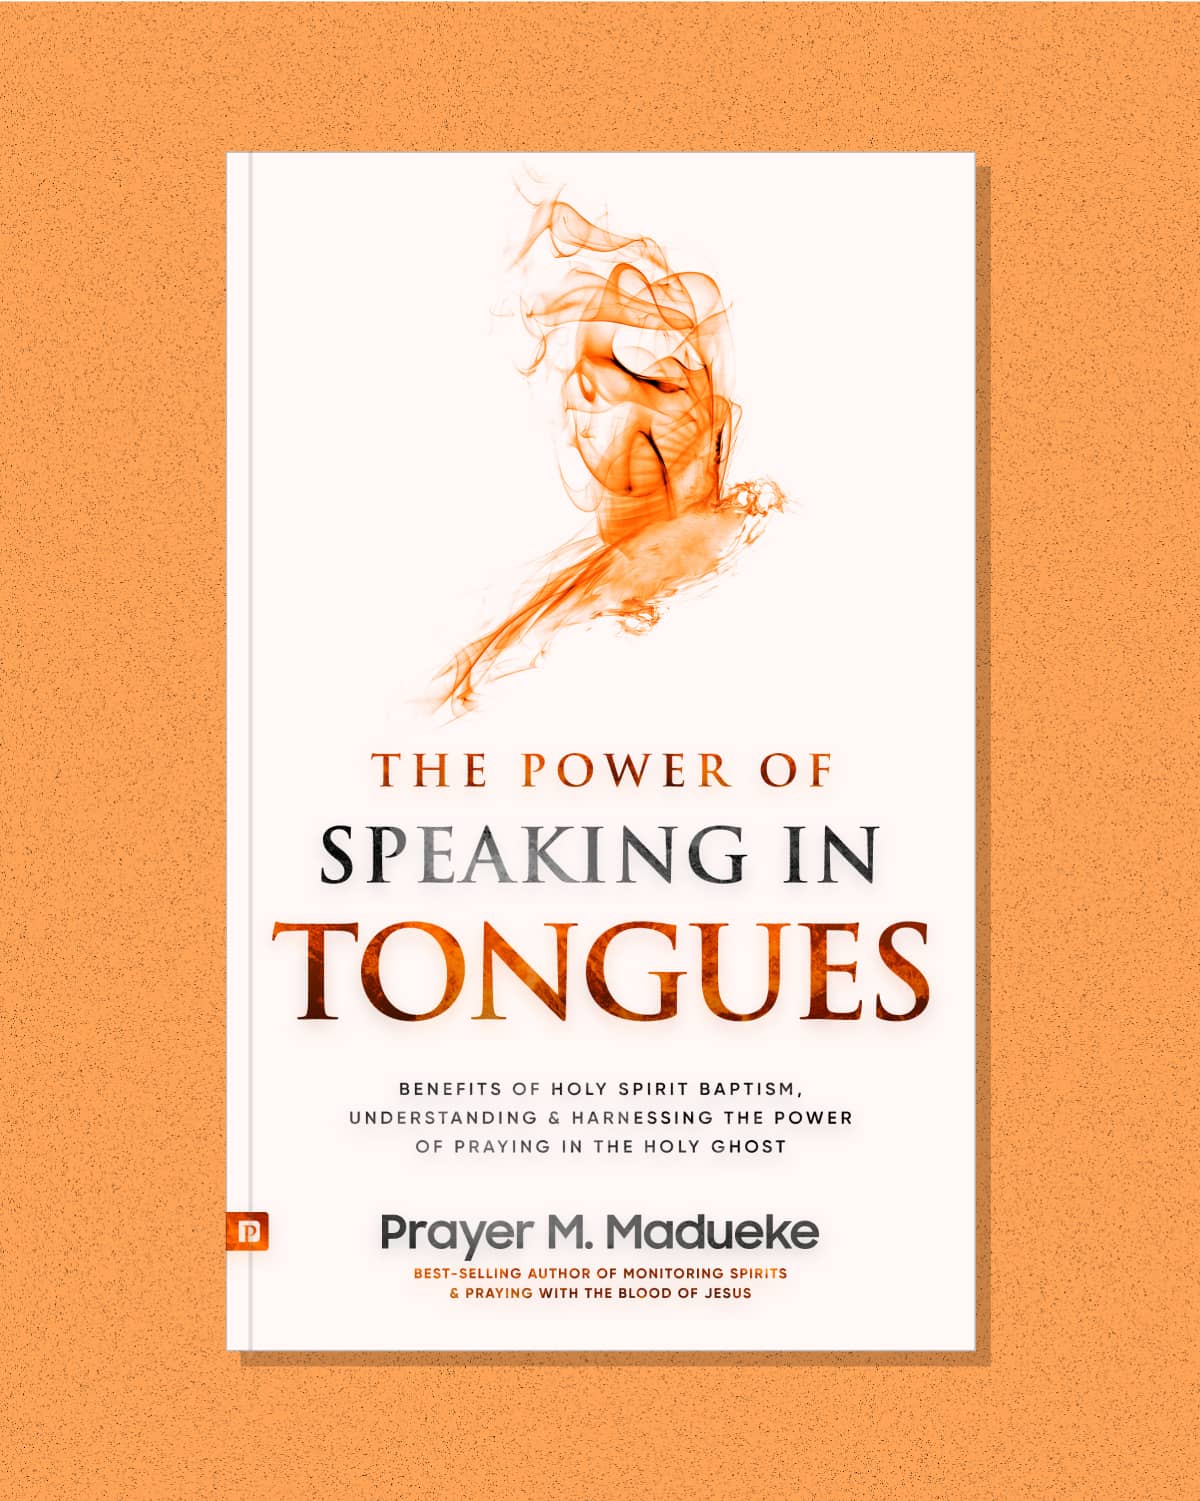 THE POWER OF
SPEAKING IN
TONGUES
BENEFITS OF HOLY SPIRIT BAPTISM,
UNDERSTANDING & HARNESSING THE POWER
OF PRAYING IN THE HOLY GHOST
P
Prayer M. Madueke
BEST-SELLING AUTHOR OF MONITORING SPIRITS
& PRAYING WITH THE BLOOD OF JESUS